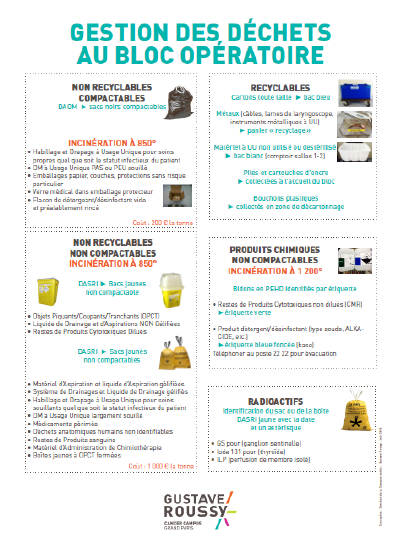 GESTION DES DÉCHETS
AU BLOC OPÉRATOIRE
NON RECYCLABLES
COMPACTABLES
DAOM ► sacs noirs compactables
INCINÉRATION À 850°
• Habillage et Drapage à Usage Unique pour soins
propres quel que soit le statut infectieux du patient
• DM à Usage Unique PAS ou PEU souillé
• Emballages papier, couches, protections sans risque
particulier
• Verre médical dans emballage protecteur
• Flacon de détergent/désinfectant vide
et préalablement rincé
Coût : 200 € la tonne
NON RECYCLABLES
NON COMPACTABLES
INCINÉRATION À 850°
DASRI ► Bacs jaunes
non compactable
• Objets Piquants/Coupants/Tranchants (OPCT)
• Liquide de Drainage et d'Aspirations NON Gélifiées
• Restes de Produits Cytotoxiques Dilués
DASRI ► Sacs jaunes
non compactables
• Matériel d'Aspiration et liquide d'Aspiration gélifiées
• Système de Drainages et Liquide de Drainage gélifiés
• Habillage et Drapage à Usage Unique pour soins
souillants quel que soit le statut infectieux du patient
• DM à Usage Unique largement souillé
• Médicaments périmés
• Déchets anatomiques humains non identifiables
• Restes de Produits sanguins
• Matériel d'Administration de Chimiothérapie
• Boîtes jaunes à OPCT fermées
Coût : 1 000 € la tonne
RECYCLABLES
Cartons toute taille ► bac bleu
Métaux (câbles, lames de laryngoscope,
instruments métalliques à UU)
► panier « recyclage »
Matériel à UU non utilisé ou déstérilisé
► bac blanc (comptoir salles 1-2)
Piles et cartouches d'encre
► collectées à l'accueil du bloc
Bouchons plastiques
► collectés en zone de décartonnage
PRODUITS CHIMIQUES
NON COMPACTABLES
INCINÉRATION À 1 200°
Bidons en PEHD identifiés par étiquette
• Restes de Produits Cytotoxiques non dilués (CMR)
► étiquette verte
• Produit détergent/désinfectant (type soude, ALKA-
CIDE, etc.)
► étiquette bleue foncée (base)
Téléphoner au poste 22 22 pour évacuation
RADIOACTIFS
Identification du sac ou de la boîte
DASRI jaune avec la date
et un astérisque
• GS pour (ganglion sentinelle)
• Iode 131 pour (thyroïde)
• ILP (perfusion de membre isolé)
GUSTAVE
ROUSSY
CANCER CAMPUS
GRAND PARIS